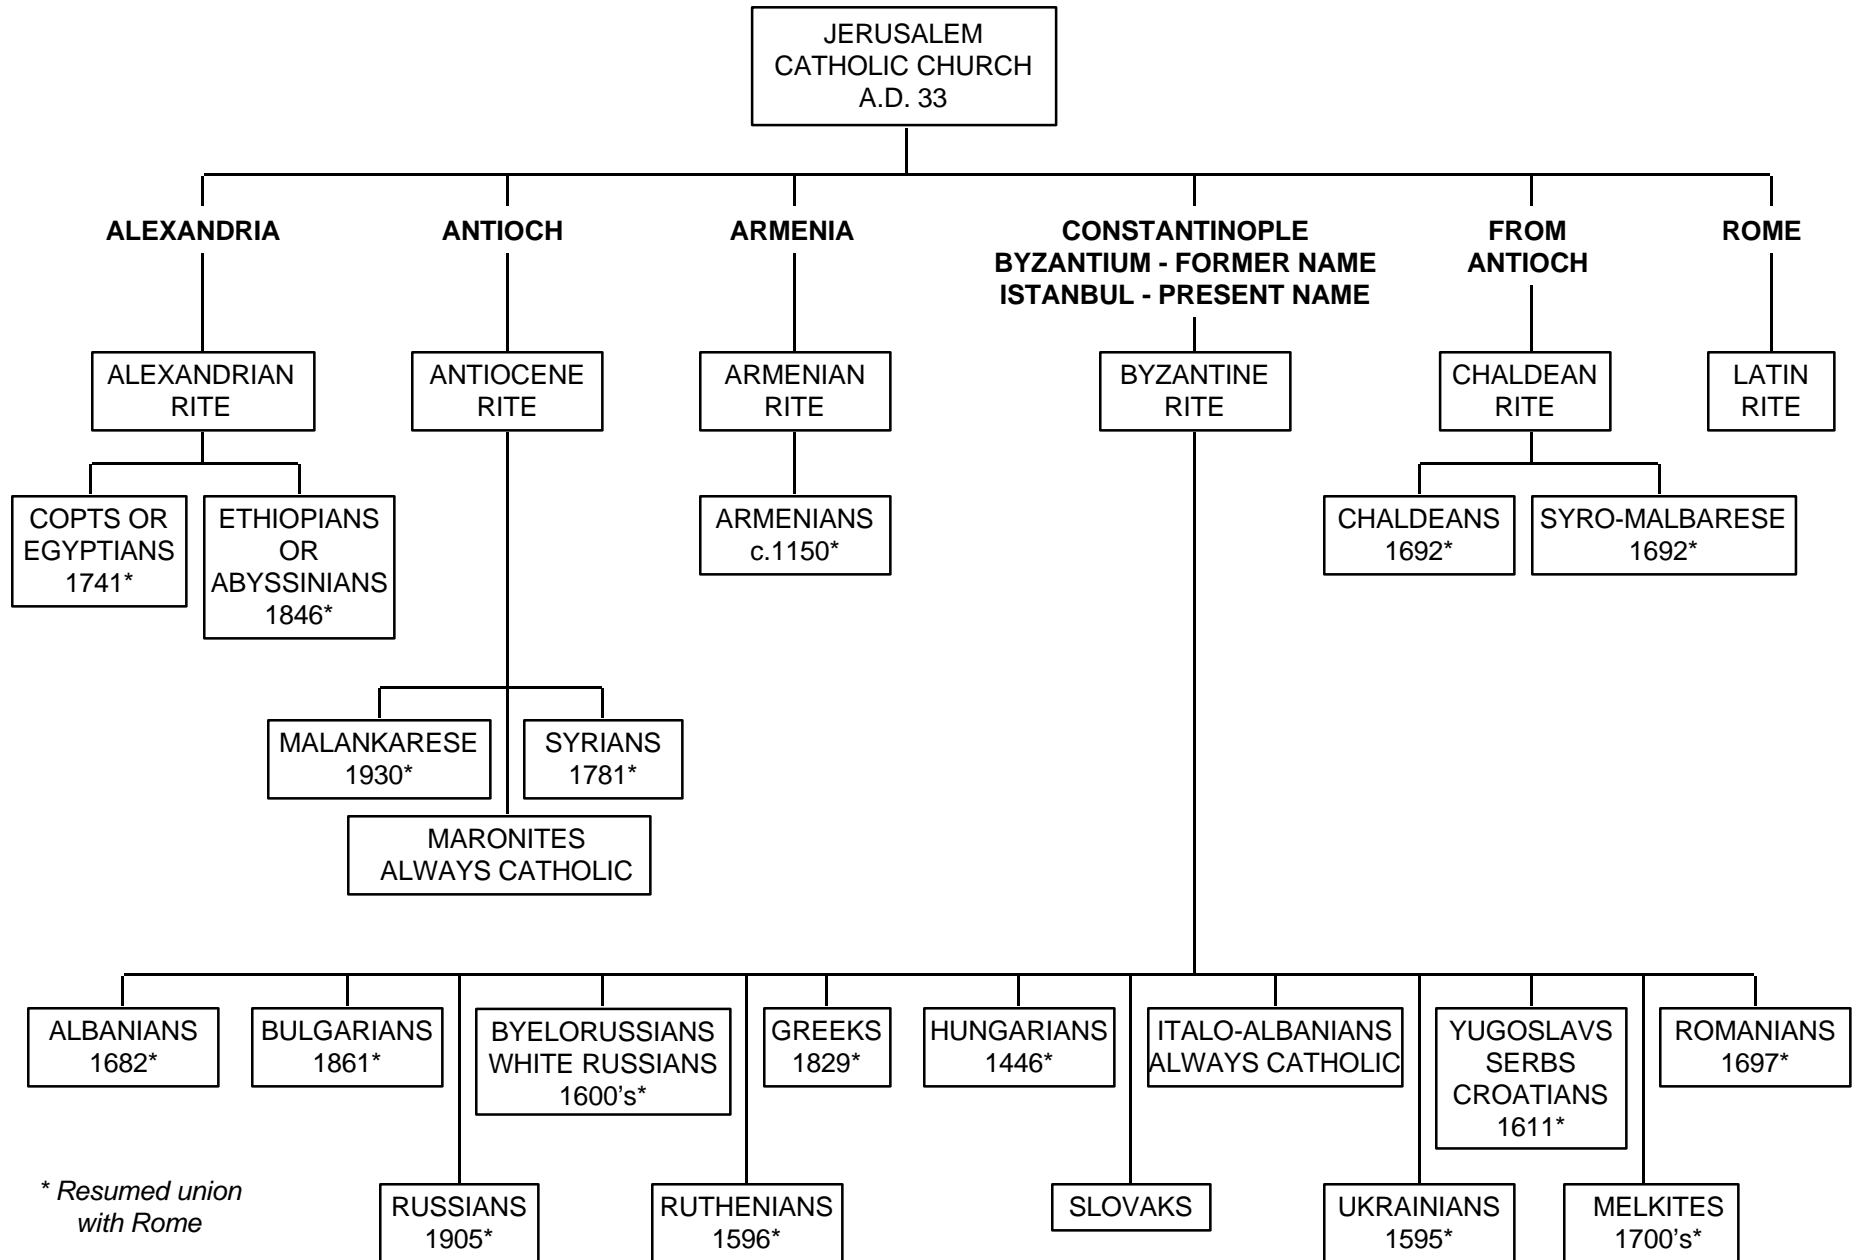 JERUSALEM
CATHOLIC CHURCH
A.D. 33
ALEXANDRIA
ANTIOCH
ARMENIA
CONSTANTINOPLE
BYZANTIUM - FORMER NAME
ISTANBUL - PRESENT NAME
FROM
ANTIOCH
ROME
ALEXANDRIAN
RITE
ANTIOCENE
RITE
ARMENIAN
RITE
BYZANTINE
RITE
CHALDEAN
RITE
LATIN
RITE
COPTS OR
EGYPTIANS
1741*
ETHIOPIANS
OR
ABYSSINIANS
1846*
ARMENIANS
c.1150*
CHALDEANS
1692*
SYRO-MALBARESE
1692*
MALANKARESE
1930*
SYRIANS
1781*
MARONITES
ALWAYS CATHOLIC
ALBANIANS
1682*
BULGARIANS
1861*
BYELORUSSIANS
WHITE RUSSIANS
1600’s*
GREEKS
1829*
HUNGARIANS
1446*
ITALO-ALBANIANS
ALWAYS CATHOLIC
YUGOSLAVS
SERBS
CROATIANS
1611*
ROMANIANS
1697*
* Resumed union
with Rome
RUSSIANS
1905*
RUTHENIANS
1596*
SLOVAKS
UKRAINIANS
1595*
MELKITES
1700’s*